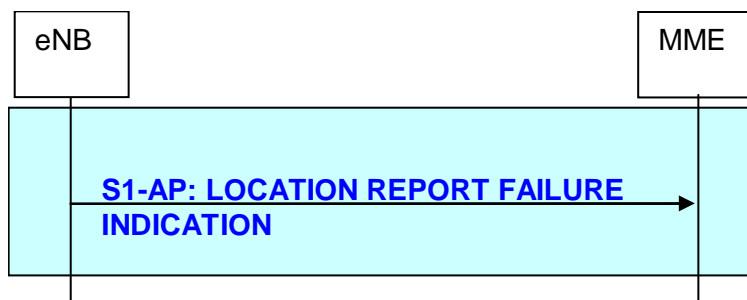 eNB
MME
S1-AP: LOCATION REPORT FAILURE
INDICATION